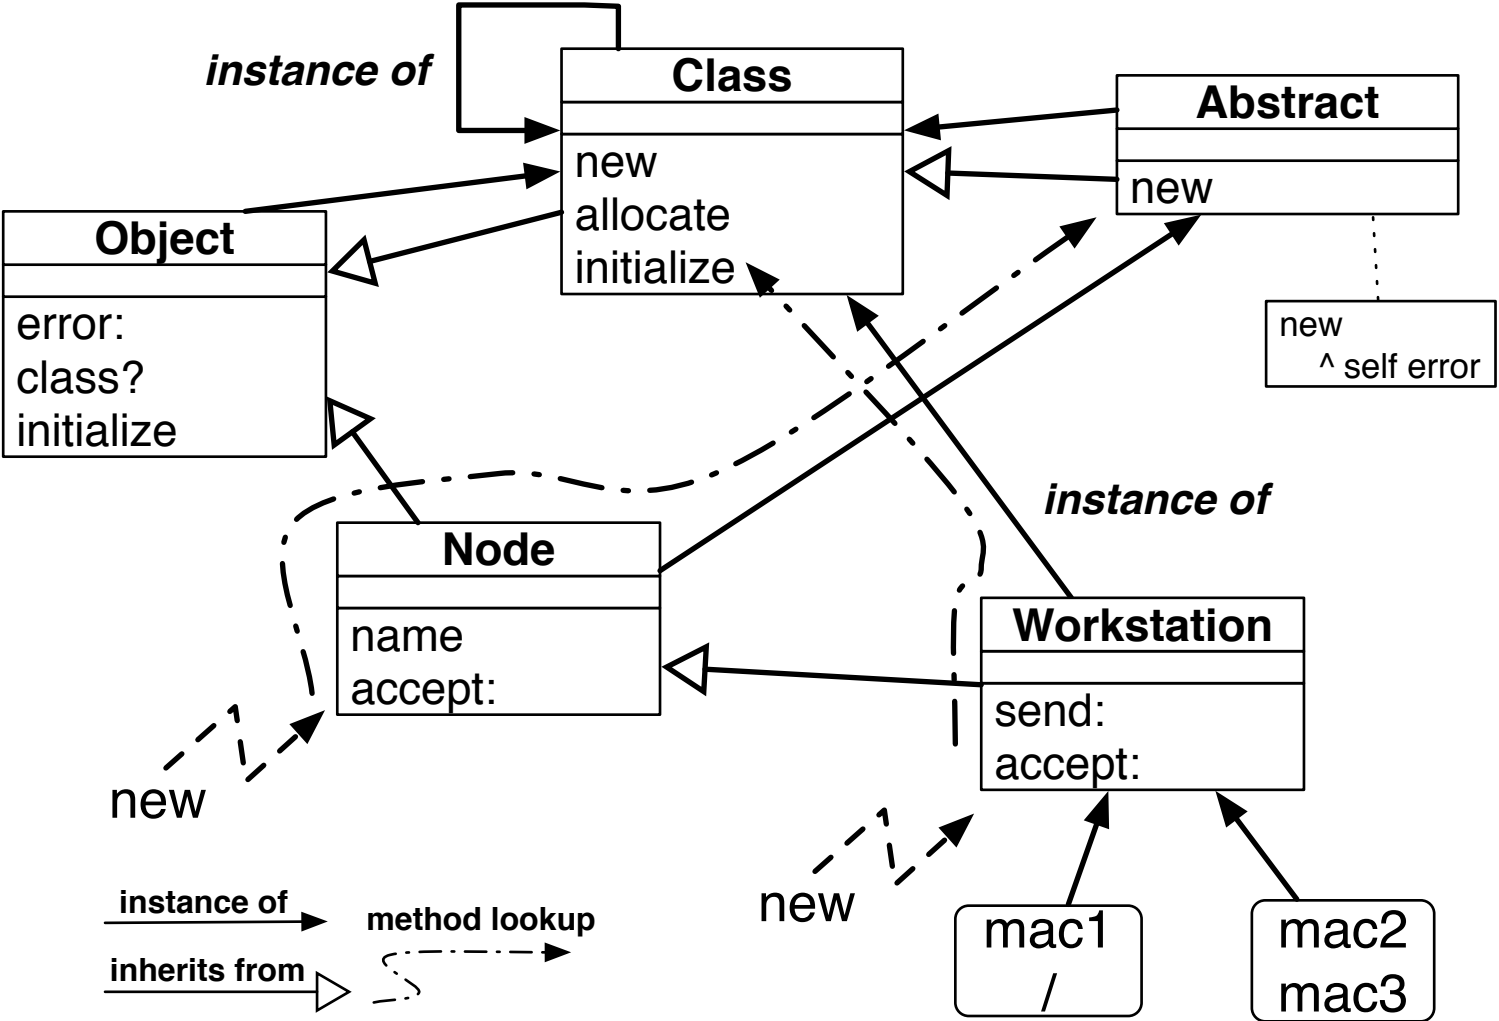 instance of
Class
new
allocate
initialize
Abstract
new
new
^ self error
Object
error:
class?
initialize
instance of
Node
name
accept:
Workstation
send:
accept:
new
new
mac1
/
mac2
mac3
instance of
inherits from
method lookup